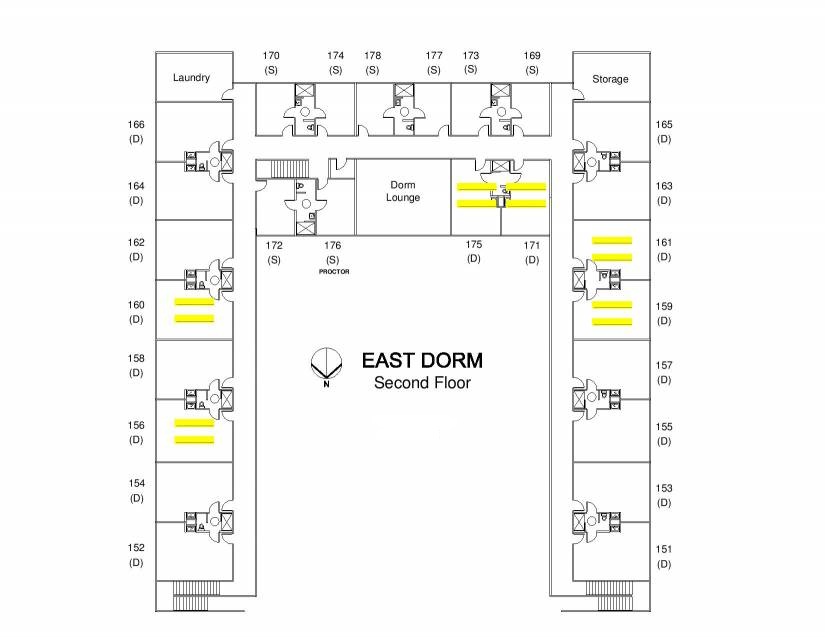 170 174 178 177 173 169
(S) (S) (S) (S) (S) (S)
Laundry
Storage
166
(D)
165
(D)
164
(D)
163
(D)
Dorm
Lounge
162
(D)
161
(D)
172
(S)
176
(S)
PROCTOR
175
(D)
171
(D)
160
(D)
159
(D)
158
(D)
157
(D)
EAST DORM
Second Floor
N
156
(D)
155
(D)
154
(D)
153
(D)
152
(D)
151
(D)